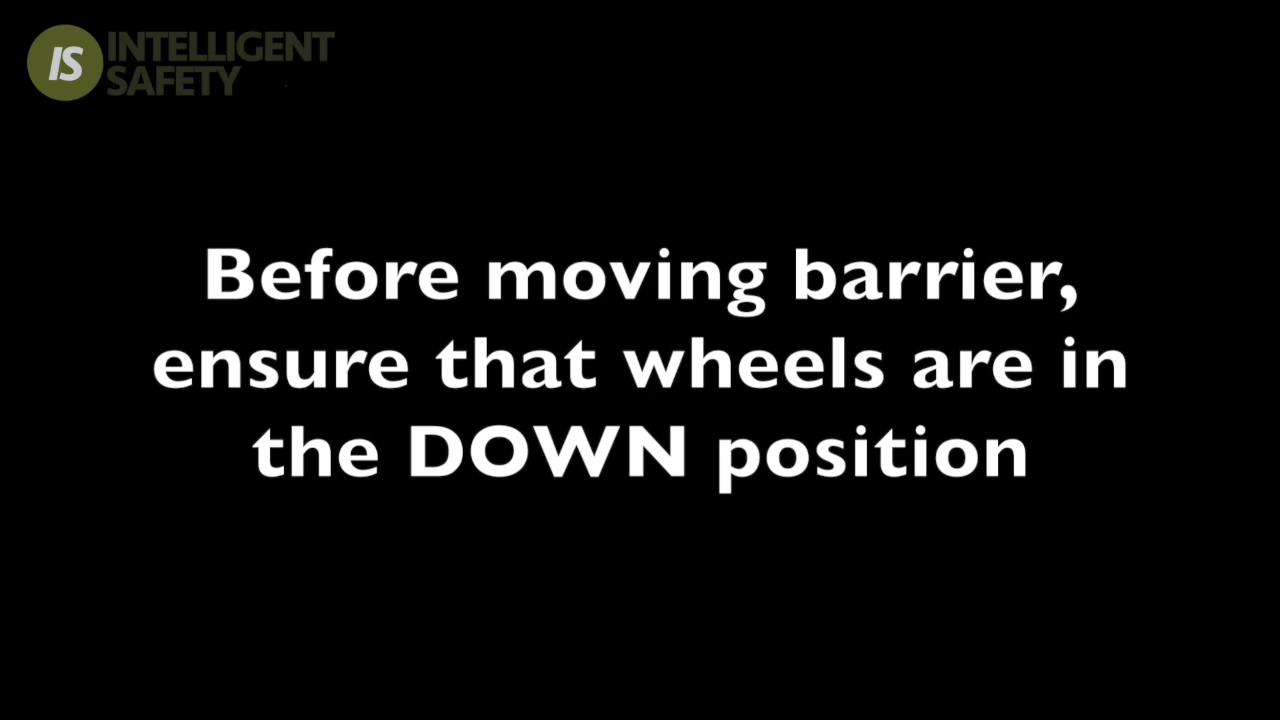 IS INTELLIGENT
SAFETY
Before moving barrier,
ensure that wheels are in
the DOWN position